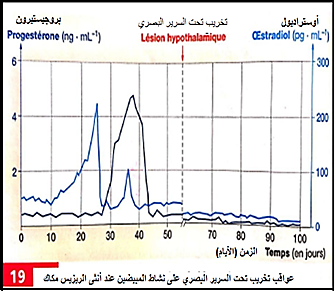 بروجيستيرون تخريب تحت السرير البصري أوستراديول
Progestérone (ng · mL⁻¹) Lésion hypothalamique Œstradiol (pg · mL⁻¹)
6 300
4 200
2 100
0
0 10 20 30 40 50 60 70 80 90 100 الزمن (الأيام) Temps (en jours)
19 عواقب تخريب تحت السرير البصري على نشاط المبيضين عند أنثى الريزيس مكاك